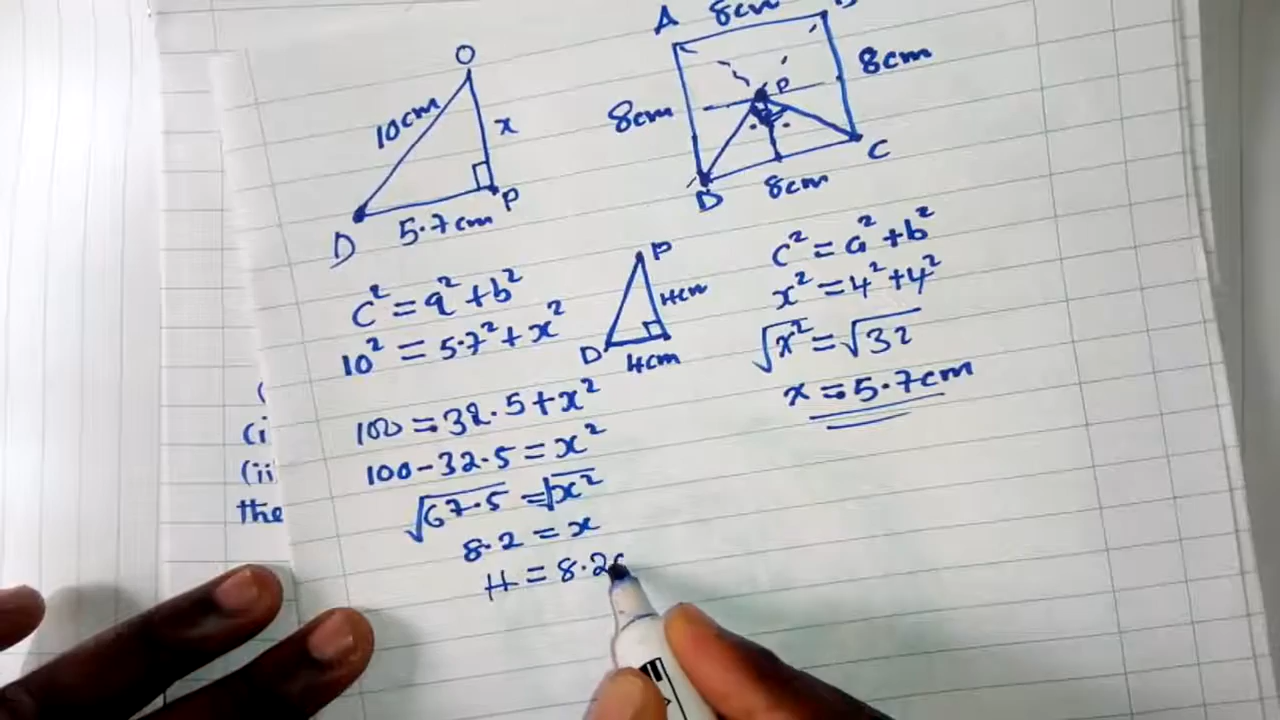 O
10cm
x
5.7cm
P
D
A 8cm
8cm
8cm
P
D
8cm
C
c² = a² + b²
10² = 5.7² + x²
100 = 32.5 + x²
100 - 32.5 = x²
√67.5 = √x²
8.2 = x
H = 8.2c
P
4cm
D
4cm
c² = a² + b²
x² = 4² + 4²
√x² = √32
x = 5.7cm
(i
(ii
the